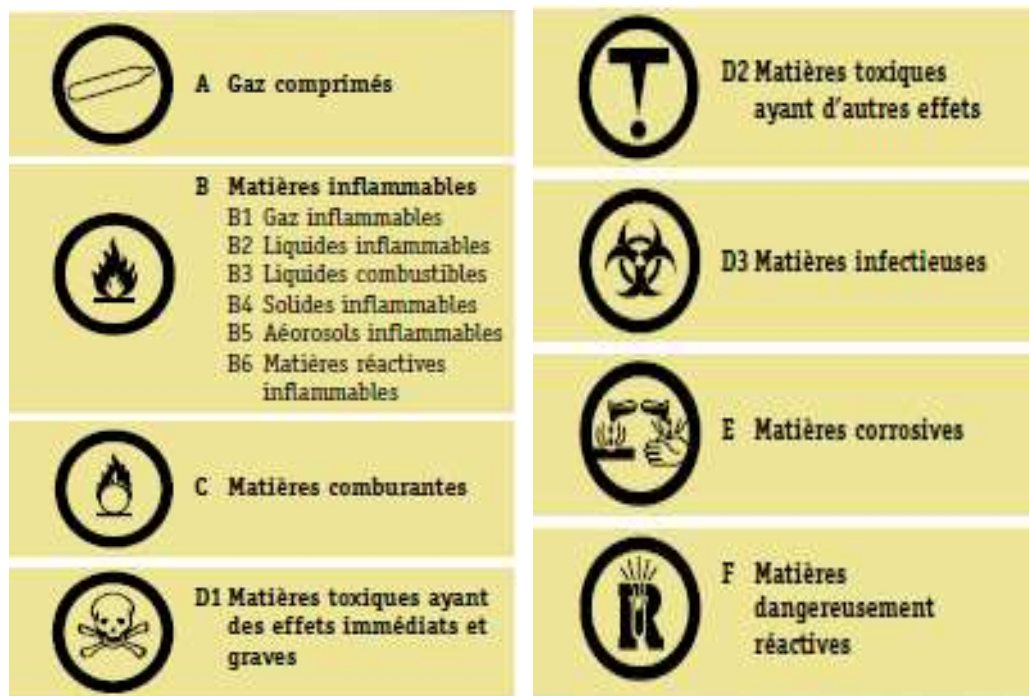 A Gaz comprimés
B Matières inflammables
B1 Gaz inflammables
B2 Liquides inflammables
B3 Liquides combustibles
B4 Solides inflammables
B5 Aéorosols inflammables
B6 Matières réactives
inflammables
C Matières comburantes
D1 Matières toxiques ayant
des effets immédiats et
graves
D2 Matières toxiques
ayant d'autres effets
D3 Matières infectieuses
E Matières corrosives
R
F Matières
dangereusement
réactives